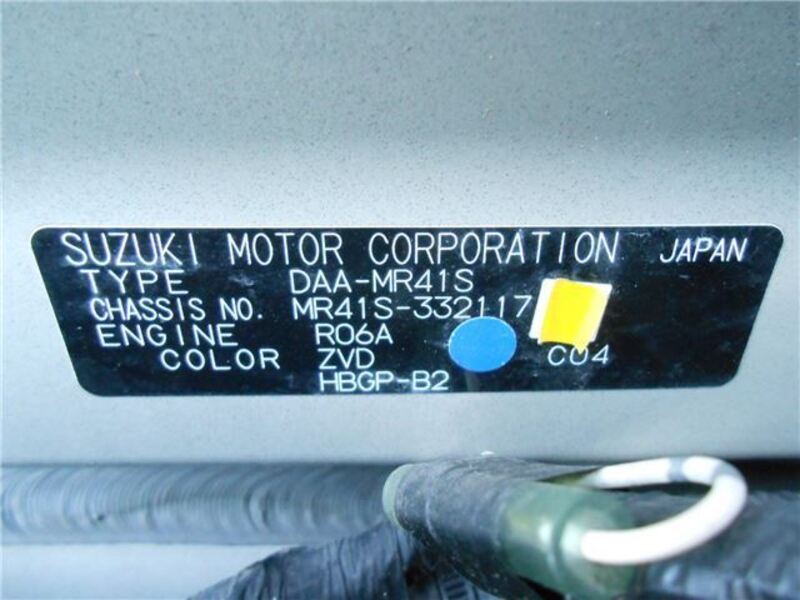 SUZUKI MOTOR CORPORATION JAPAN
TYPE DAA-MR41S
CHASSIS NO. MR41S-332117
ENGINE R06A
COLOR ZVD C04
HBGP-B2